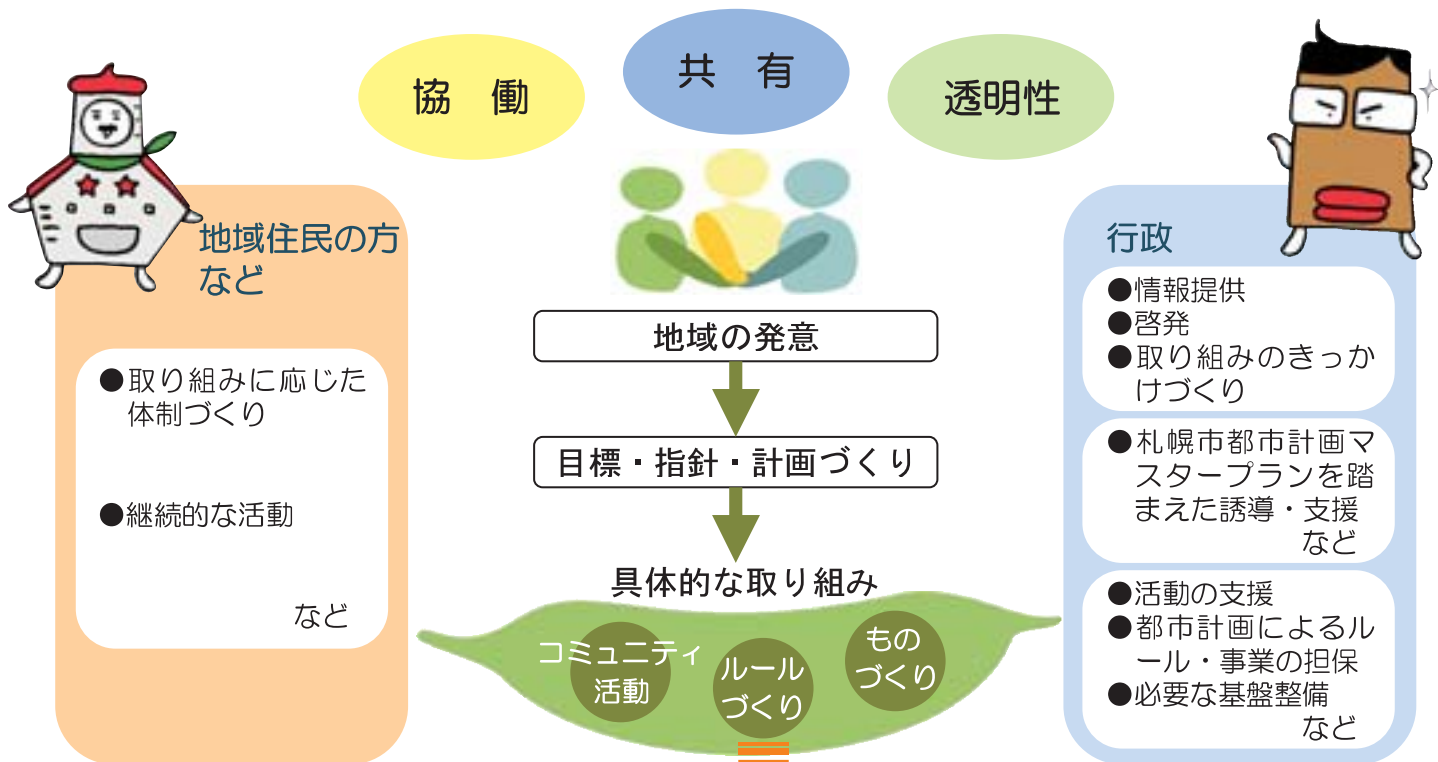 協　働
共　有
透明性
地域住民の方
など
●取り組みに応じた
体制づくり
●継続的な活動
など
地域の発意
目標・指針・計画づくり
具体的な取り組み
コミュニティ
活動
ルール
づくり
もの
づくり
行政
●情報提供
●啓発
●取り組みのきっか
けづくり
●札幌市都市計画マ
スタープランを踏
まえた誘導・支援
など
●活動の支援
●都市計画によるル
ール・事業の担保
●必要な基盤整備
など